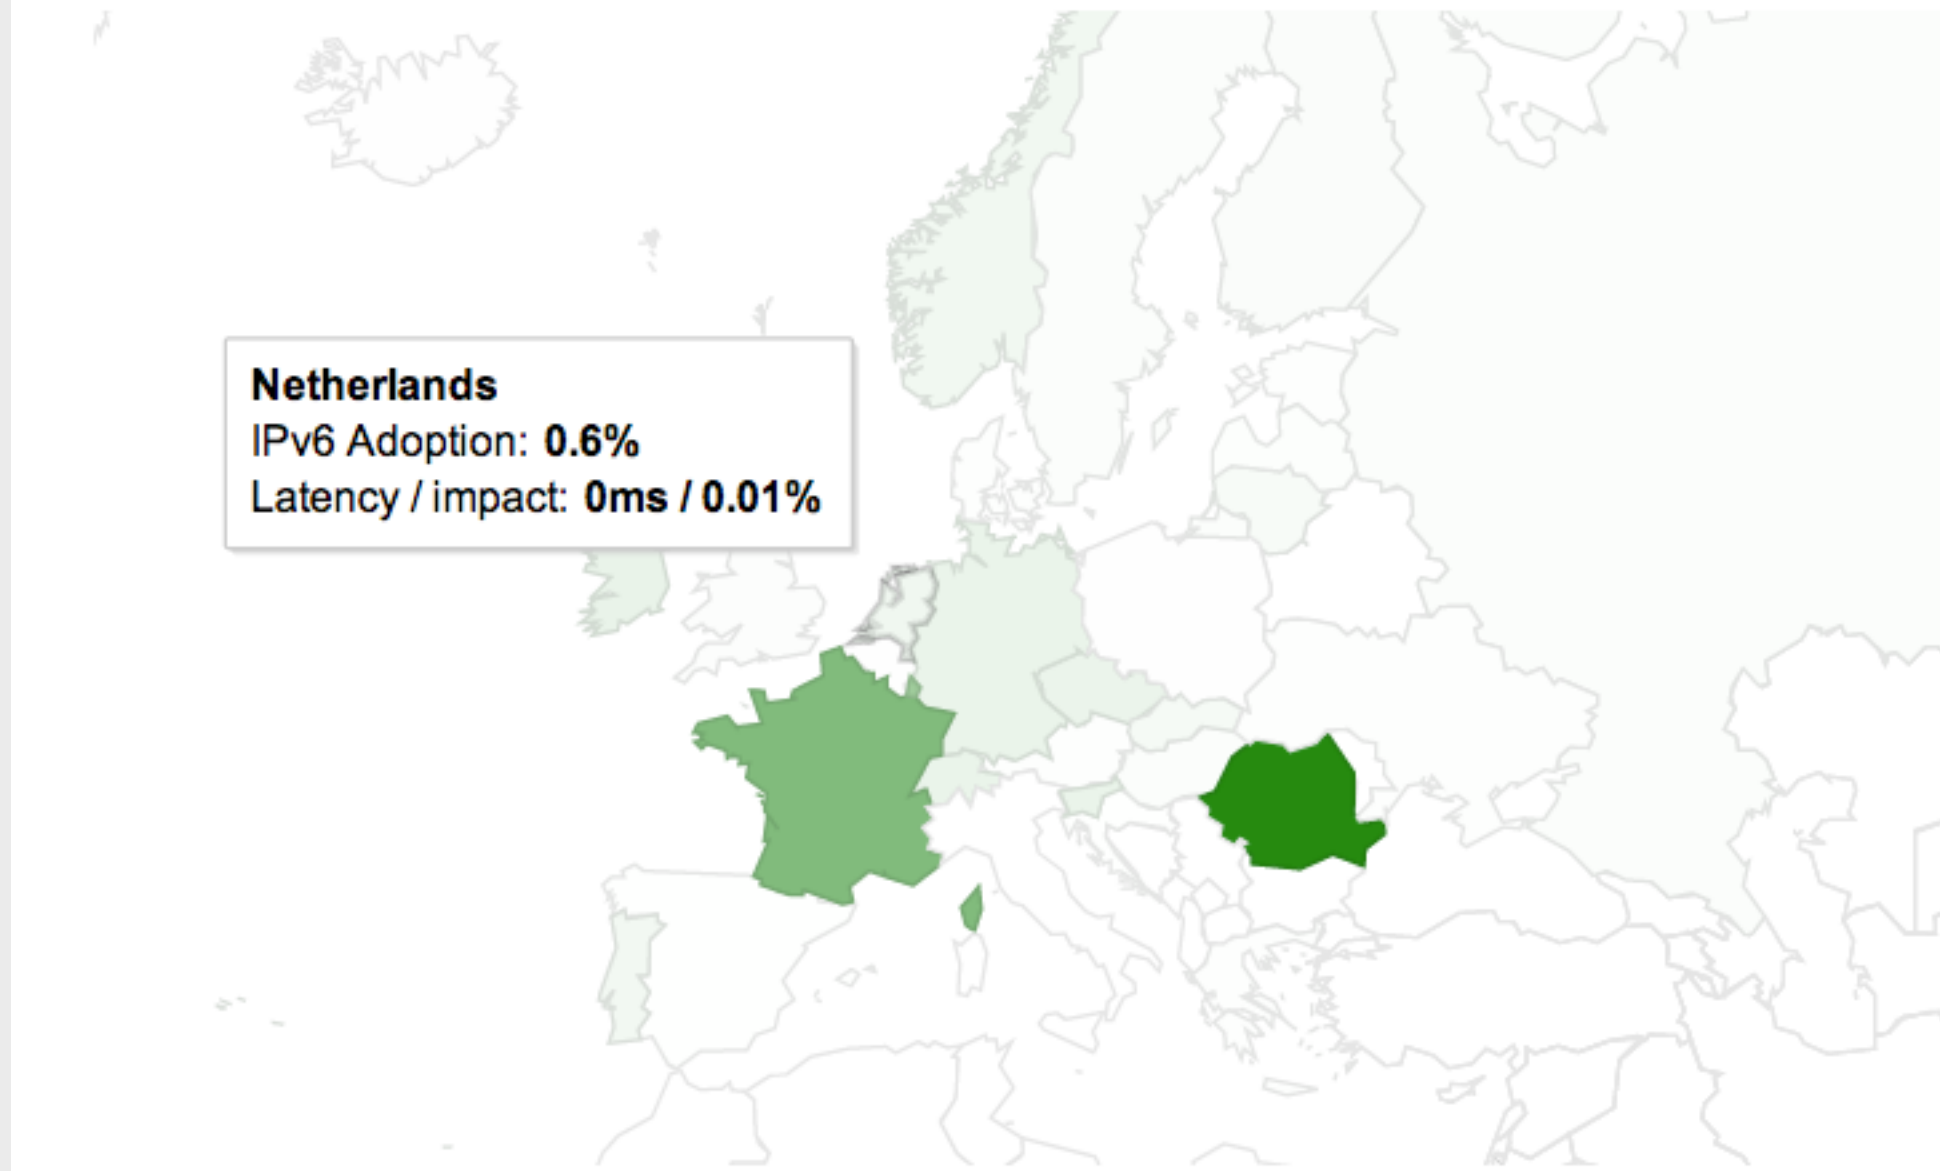 Netherlands
IPv6 Adoption: 0.6%
Latency / impact: 0ms / 0.01%